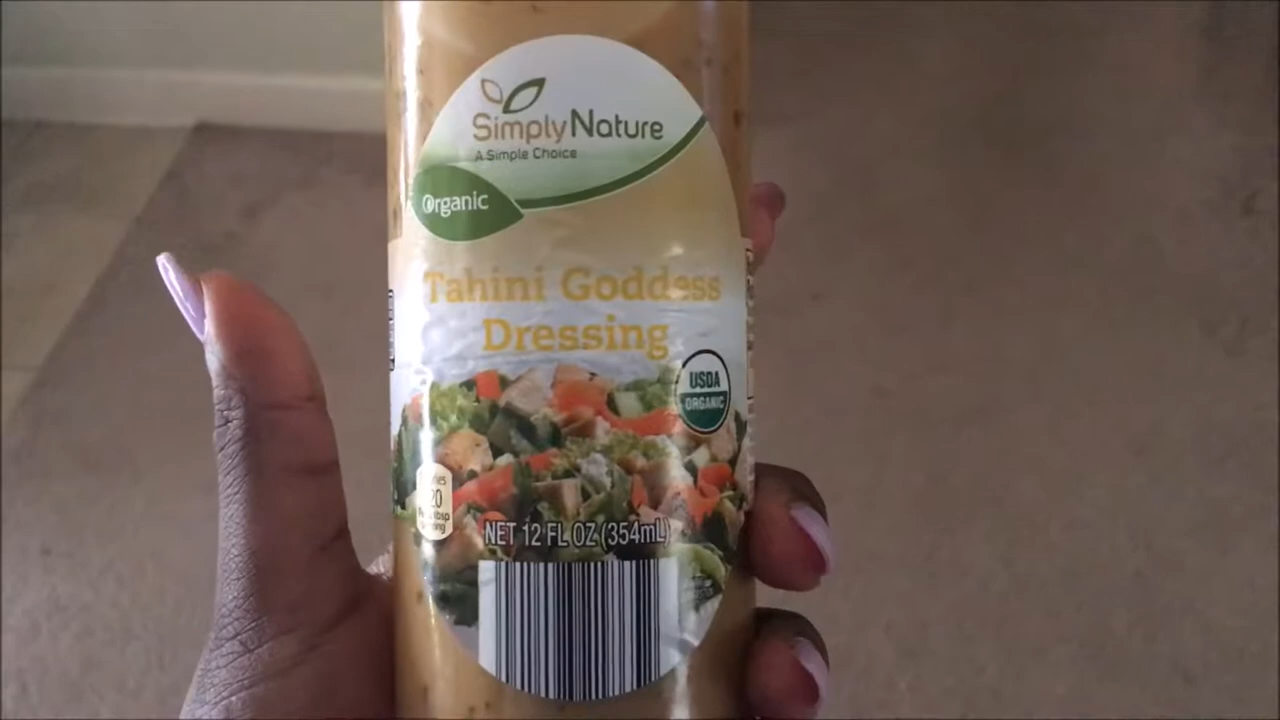 SimplyNature
A Simple Choice
Organic
Tahini Goddess
Dressing
USDA
ORGANIC
NET 12 FL OZ (354mL)